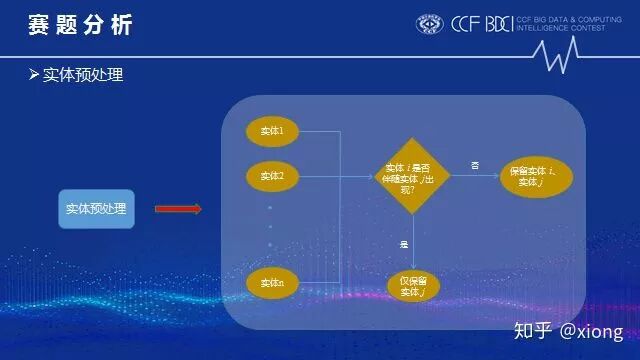 赛题分析
CCF BDCI
CCF BIG DATA & COMPUTING
INTELLIGENCE CONTEST
➢实体预处理
实体预处理
实体1
实体2
实体n
实体 i 是否
伴随实体 j出
现?
否
保留实体 i、
实体 j
是
仅保留
实体 j
知乎 @xiong